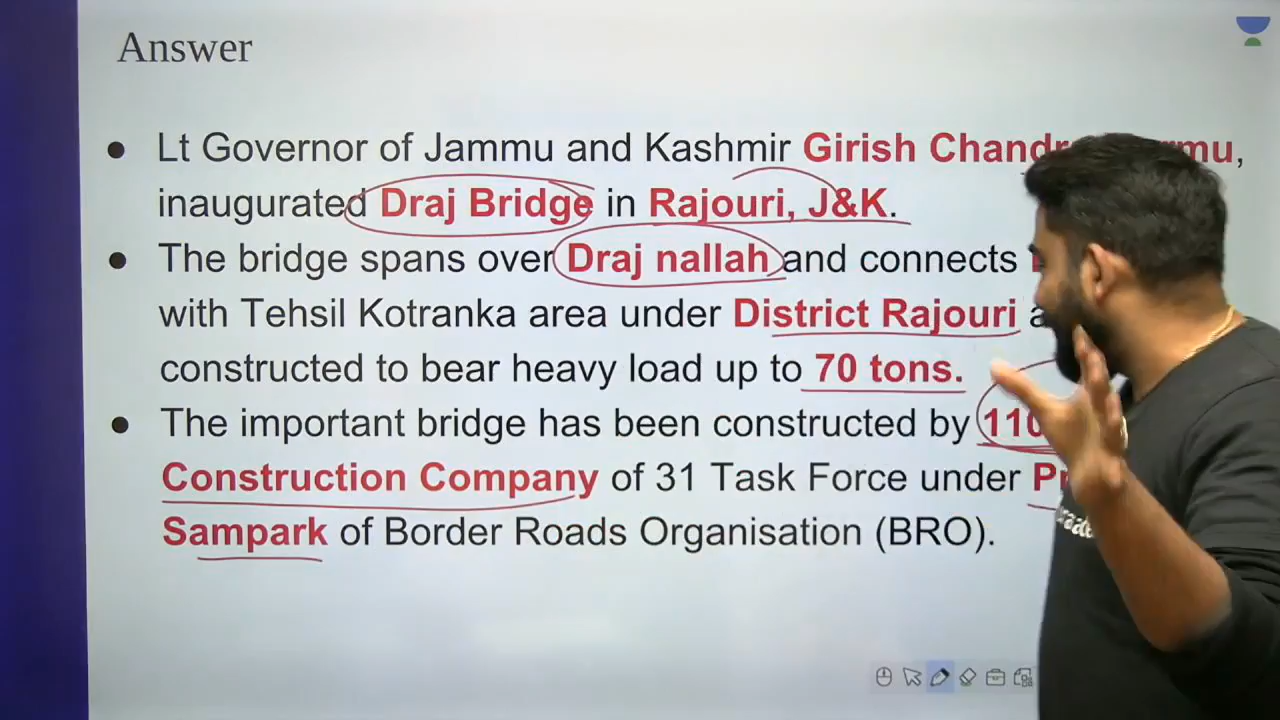 Answer
● Lt Governor of Jammu and Kashmir Girish Chand rmu,
inaugurated Draj Bridge in Rajouri, J&K.
● The bridge spans over Draj nallah and connects
with Tehsil Kotranka area under District Rajouri
constructed to bear heavy load up to 70 tons.
● The important bridge has been constructed by 110
Construction Company of 31 Task Force under
Sampark of Border Roads Organisation (BRO).